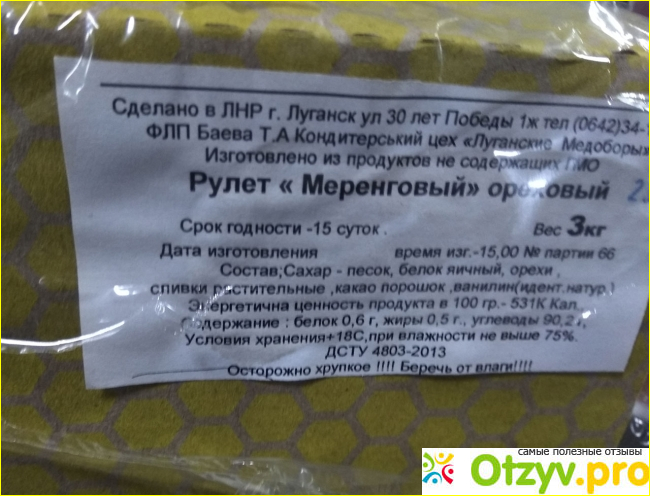 Сделано в ЛНР г. Луганск ул 30 лет Победы 1ж тел (0642)34-
ФЛП Баева Т.А Кондитерський цех «Луганские Медоборы»
Изготовлено из продуктов не содержащих ГМО
Рулет « Меренговый» ореховый
Срок годности -15 суток . Вес 3кг
Дата изготовления время изг.-15,00 № партии 66
Состав;Сахар - песок, белок яичный, орехи ,
сливки растительные ,какао порошок ,ванилин(идент.натур.)
Энергетична ценность продукта в 100 гр.- 531К Кал.
Содержание : белок 0,6 г, жиры 0,5 г., углеводы 90,2 г,
Условия хранения+18С,при влажности не выше 75%.
ДСТУ 4803-2013
Осторожно хрупкое !!!! Беречь от влаги!!!!
самые полезные отзывы
Otzyv.pro